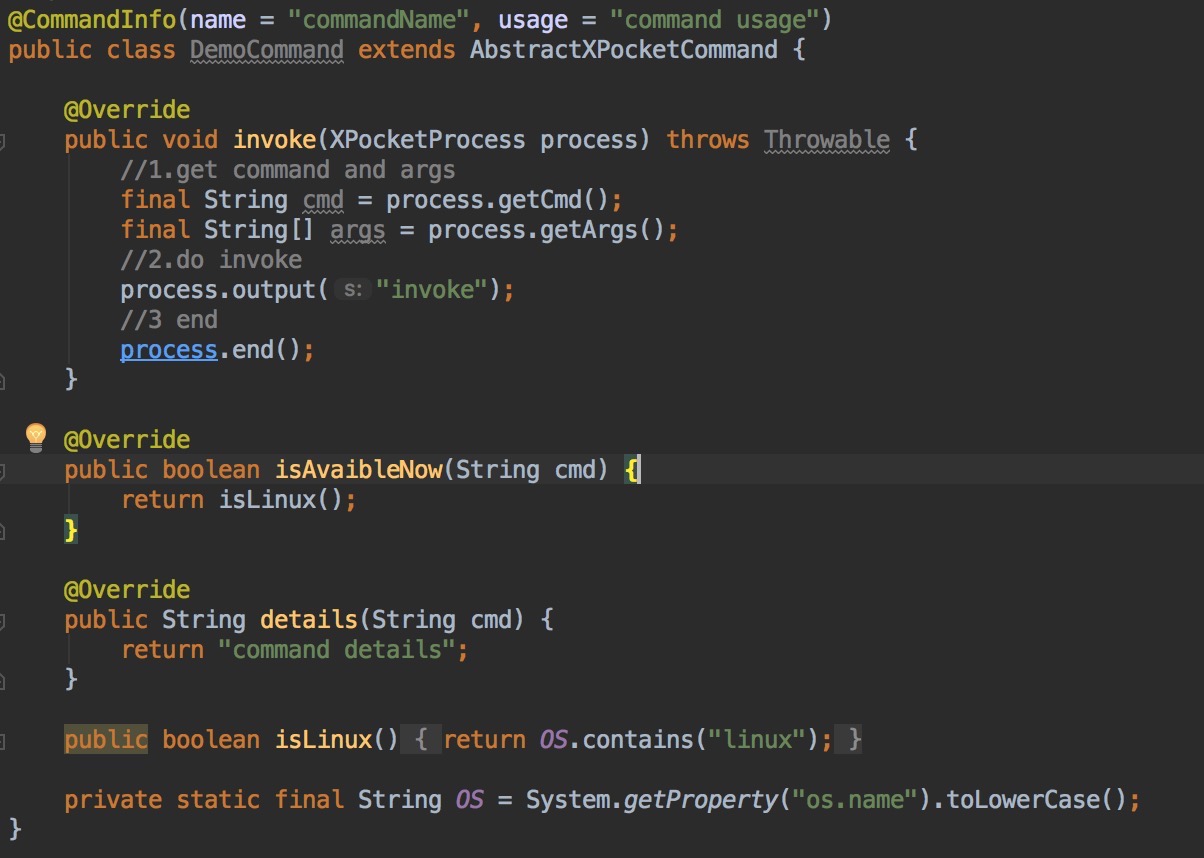 @CommandInfo(name = "commandName", usage = "command usage")
public class DemoCommand extends AbstractXPocketCommand {
@Override
public void invoke(XPocketProcess process) throws Throwable {
//1.get command and args
final String cmd = process.getCmd();
final String[] args = process.getArgs();
//2.do invoke
process.output( s: "invoke");
//3 end
process.end();
}
@Override
public boolean isAvaibleNow(String cmd) {
return isLinux();
}
@Override
public String details(String cmd) {
return "command details";
}
public boolean isLinux() { return OS.contains("linux"); }
private static final String OS = System.getProperty("os.name").toLowerCase();
}